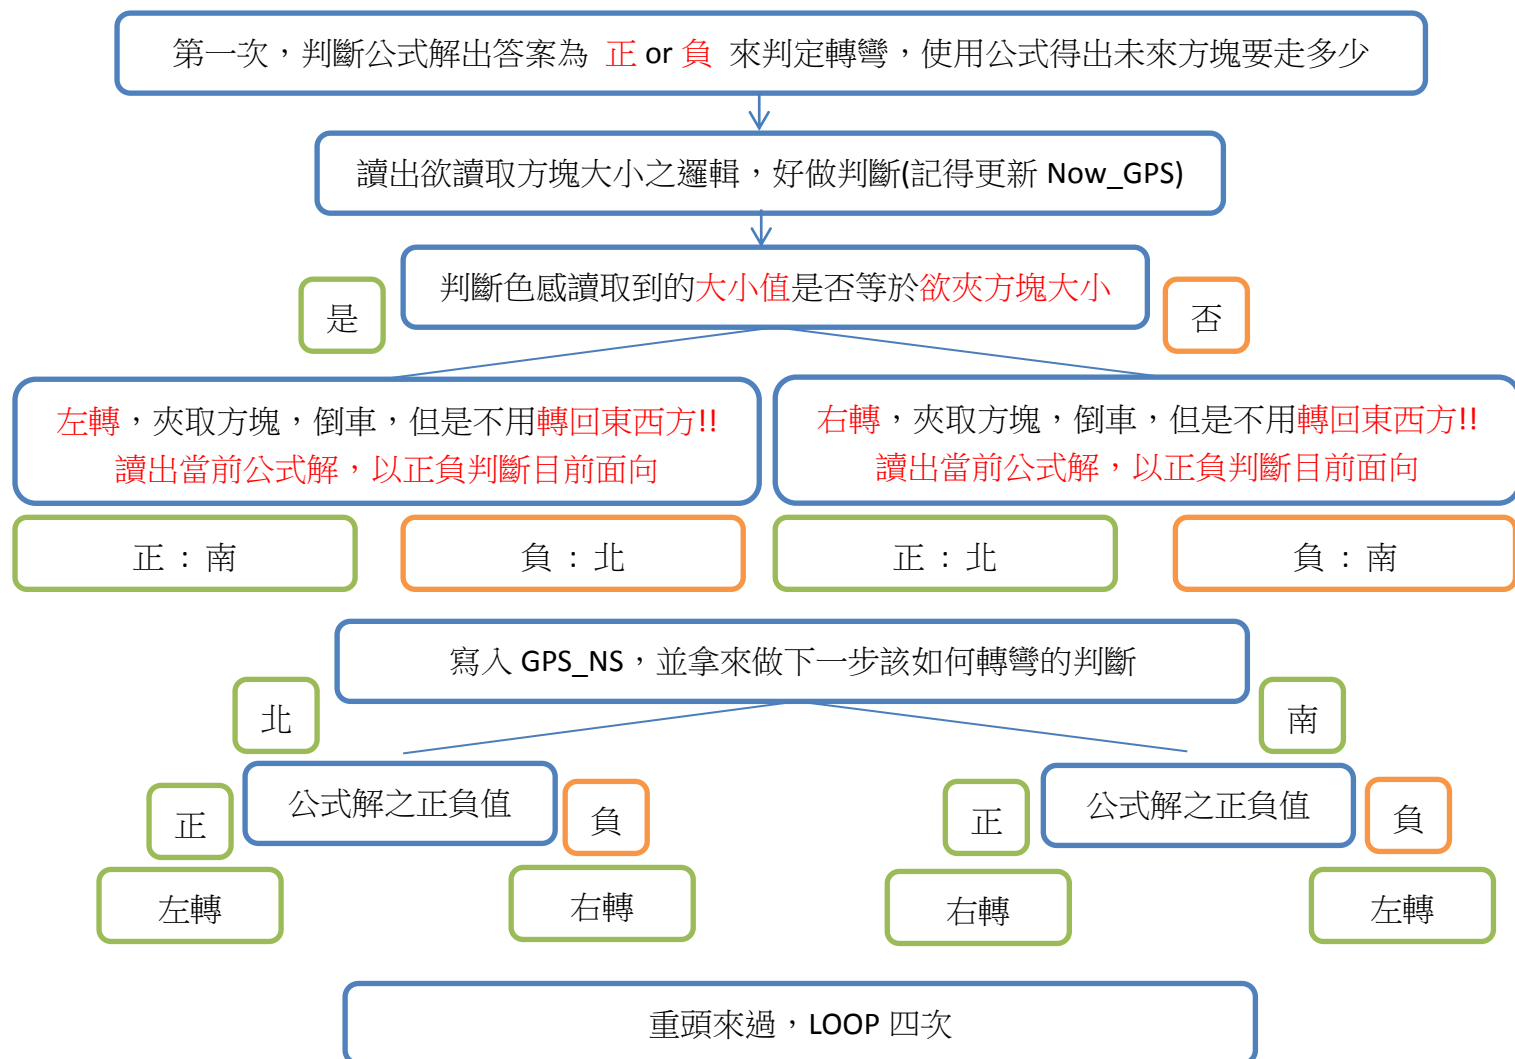 第一次，判斷公式解出答案為 正 or 負 來判定轉彎，使用公式得出未來方塊要走多少
讀出欲讀取方塊大小之邏輯，好做判斷(記得更新 Now_GPS)
判斷色感讀取到的大小值是否等於欲夾方塊大小
是
否
左轉，夾取方塊，倒車，但是不用轉回東西方!!
讀出當前公式解，以正負判斷目前面向
右轉，夾取方塊，倒車，但是不用轉回東西方!!
讀出當前公式解，以正負判斷目前面向
正：南
負：北
正：北
負：南
寫入 GPS_NS，並拿來做下一步該如何轉彎的判斷
北
南
公式解之正負值
正
負
公式解之正負值
正
負
左轉
右轉
右轉
左轉
重頭來過，LOOP 四次